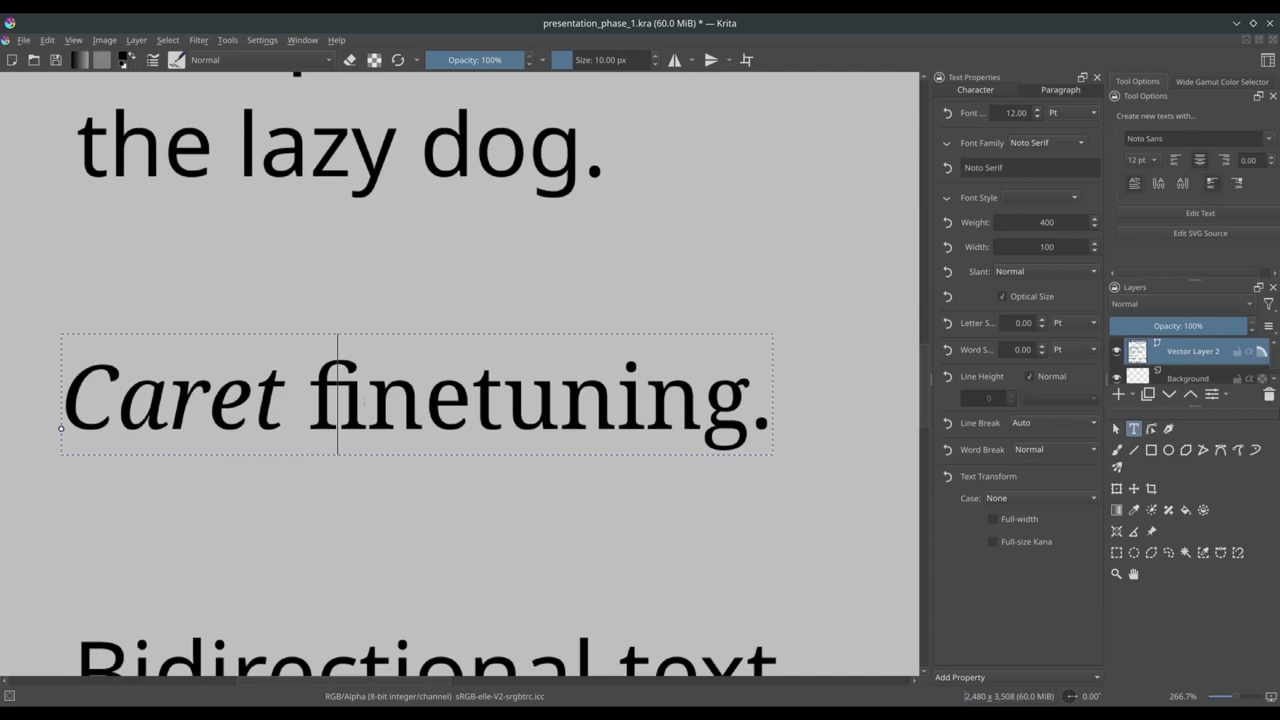 presentation_phase_1.kra (60.0 MiB) * — Krita
File Edit View Image Layer Select Filter Tools Settings Window Help
Normal Opacity: 100% Size: 10.00 px
the lazy dog.
Caret finetuning.
Bidirectional text
Text Properties
Character Paragraph
Font ... 12.00 Pt
Font Family Noto Serif
Noto Serif
Font Style
Weight: 400
Width: 100
Slant: Normal
Optical Size
Letter S... 0.00 Pt
Word S... 0.00 Pt
Line Height Normal
0
Line Break Auto
Word Break Normal
Text Transform
Case: None
Full-width
Full-size Kana
Add Property
Tool Options Wide Gamut Color Selector
Tool Options
Create new texts with...
Noto Sans
12 pt 0.00
Edit Text
Edit SVG Source
Layers
Normal
Opacity: 100%
Vector Layer 2
Background
RGB/Alpha (8-bit integer/channel) sRGB-elle-V2-srgbtrc.icc
2,480 x 3,508 (60.0 MiB) 0.00° 266.7%